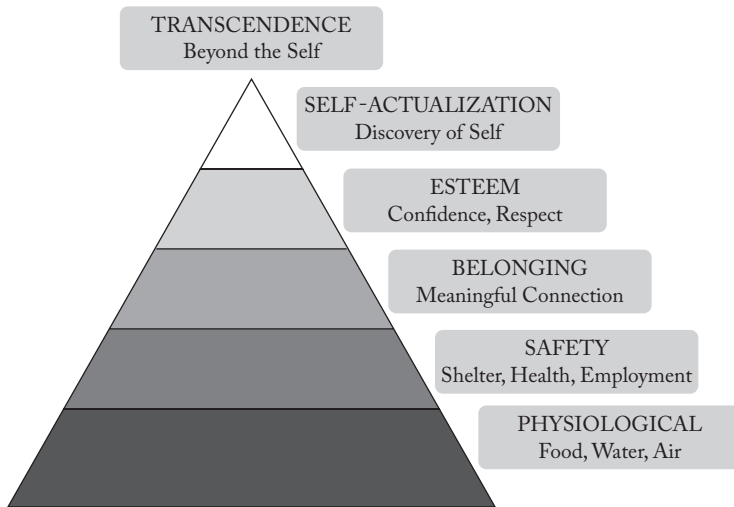 TRANSCENDENCE
Beyond the Self
SELF-ACTUALIZATION
Discovery of Self
ESTEEM
Confidence, Respect
BELONGING
Meaningful Connection
SAFETY
Shelter, Health, Employment
PHYSIOLOGICAL
Food, Water, Air